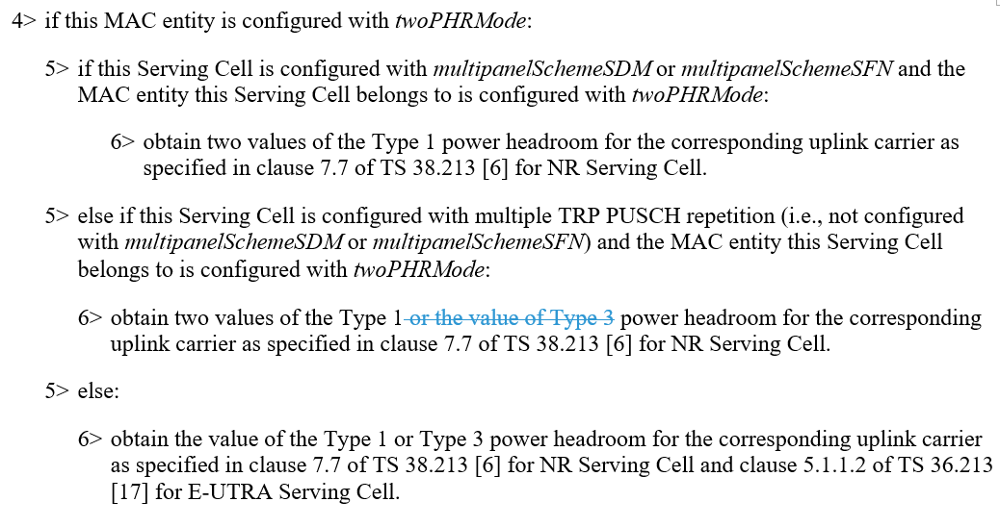 4> if this MAC entity is configured with twoPHRMode:
5> if this Serving Cell is configured with multipanelSchemeSDM or multipanelSchemeSFN and the
MAC entity this Serving Cell belongs to is configured with twoPHRMode:
6> obtain two values of the Type 1 power headroom for the corresponding uplink carrier as
specified in clause 7.7 of TS 38.213 [6] for NR Serving Cell.
5> else if this Serving Cell is configured with multiple TRP PUSCH repetition (i.e., not configured
with multipanelSchemeSDM or multipanelSchemeSFN) and the MAC entity this Serving Cell
belongs to is configured with twoPHRMode:
6> obtain two values of the Type 1 or the value of Type 3 power headroom for the corresponding
uplink carrier as specified in clause 7.7 of TS 38.213 [6] for NR Serving Cell.
5> else:
6> obtain the value of the Type 1 or Type 3 power headroom for the corresponding uplink carrier
as specified in clause 7.7 of TS 38.213 [6] for NR Serving Cell and clause 5.1.1.2 of TS 36.213
[17] for E-UTRA Serving Cell.